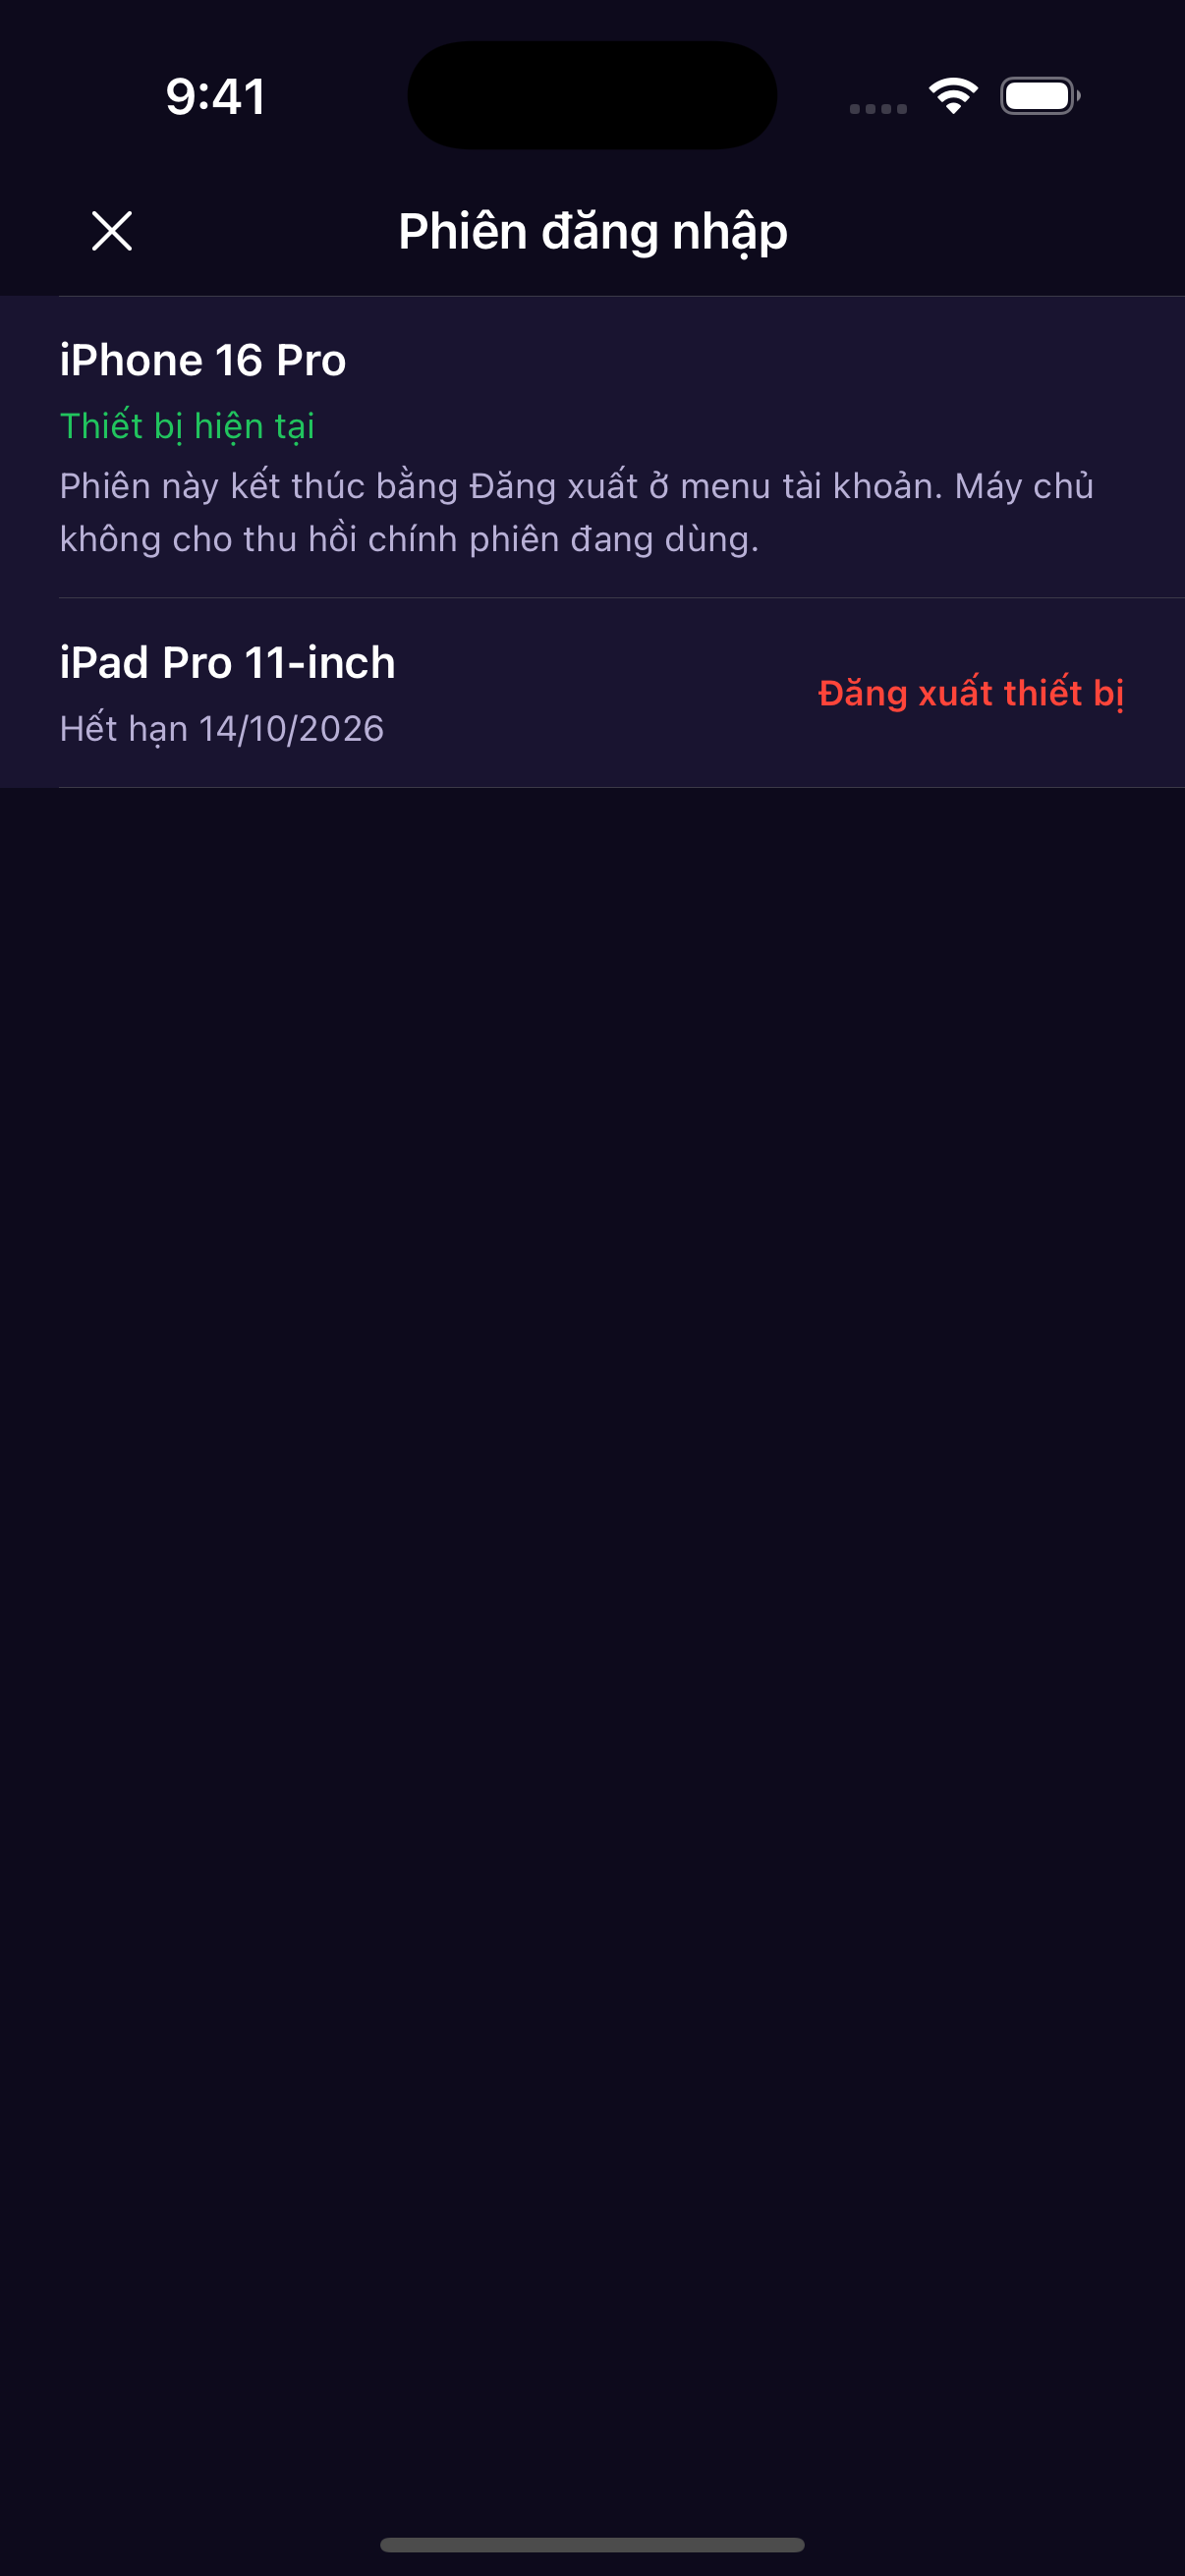 9:41
Phiên đăng nhập
iPhone 16 Pro
Thiết bị hiện tại
Phiên này kết thúc bằng Đăng xuất ở menu tài khoản. Máy chủ
không cho thu hồi chính phiên đang dùng.
iPad Pro 11-inch
Đăng xuất thiết bị
Hết hạn 14/10/2026